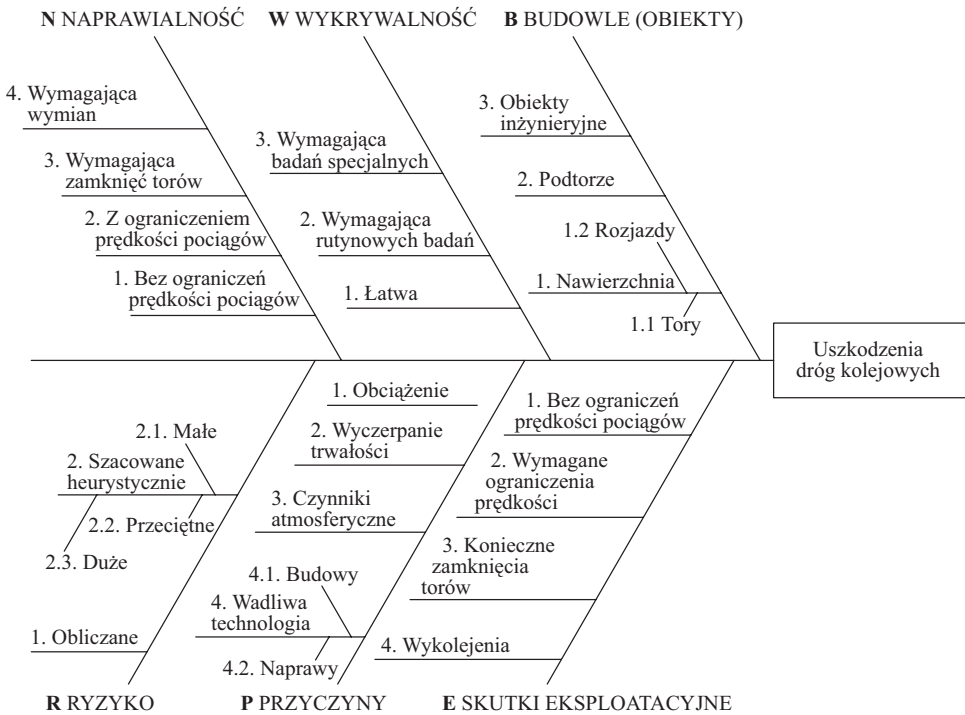 N NAPRAWIALNOŚĆ
W WYKRYWALNOŚĆ
B BUDOWLE (OBIEKTY)
4. Wymagająca
wymian
3. Wymagająca
zamknięć torów
2. Z ograniczeniem
prędkości pociągów
1. Bez ograniczeń
prędkości pociągów
3. Wymagająca
badań specjalnych
2. Wymagająca
rutynowych badań
1. Łatwa
3. Obiekty
inżynieryjne
2. Podtorze
1.2 Rozjazdy
1. Nawierzchnia
1.1 Tory
Uszkodzenia
dróg kolejowych
2.1. Małe
2. Szacowane
heurystycznie
2.2. Przeciętne
2.3. Duże
1. Obliczane
1. Obciążenie
2. Wyczerpanie
trwałości
3. Czynniki
atmosferyczne
4.1. Budowy
4. Wadliwa
technologia
4.2. Naprawy
1. Bez ograniczeń
prędkości pociągów
2. Wymagane
ograniczenia
prędkości
3. Konieczne
zamknięcia
torów
4. Wykolejenia
R RYZYKO
P PRZYCZYNY
E SKUTKI EKSPLOATACYJNE